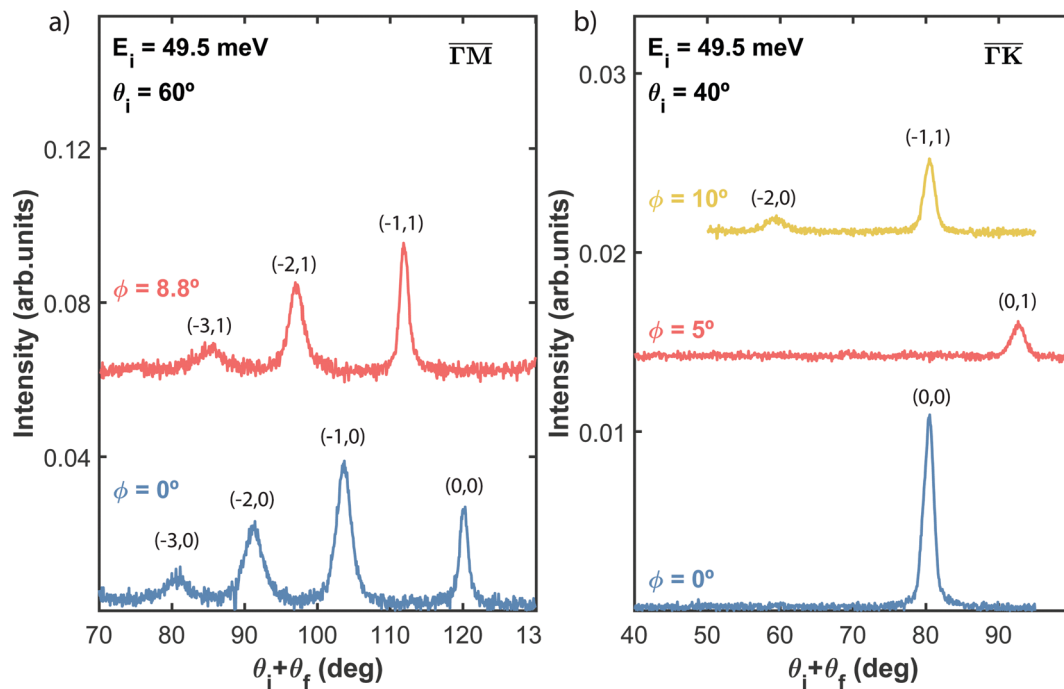 a)
E_i = 49.5 meV
ΓM
θ_i = 60º
0.12
0.08
0.04
Intensity (arb.units)
ϕ = 8.8º
(-3,1)
(-2,1)
(-1,1)
ϕ = 0º
(-3,0)
(-2,0)
(-1,0)
(0,0)
70 80 90 100 110 120 13
θ_i+θ_f (deg)
b)
E_i = 49.5 meV
ΓK
θ_i = 40º
0.03
0.02
0.01
Intensity (arb.units)
ϕ = 10º
(-2,0)
(-1,1)
ϕ = 5º
(0,1)
ϕ = 0º
(0,0)
40 50 60 70 80 90
θ_i+θ_f (deg)